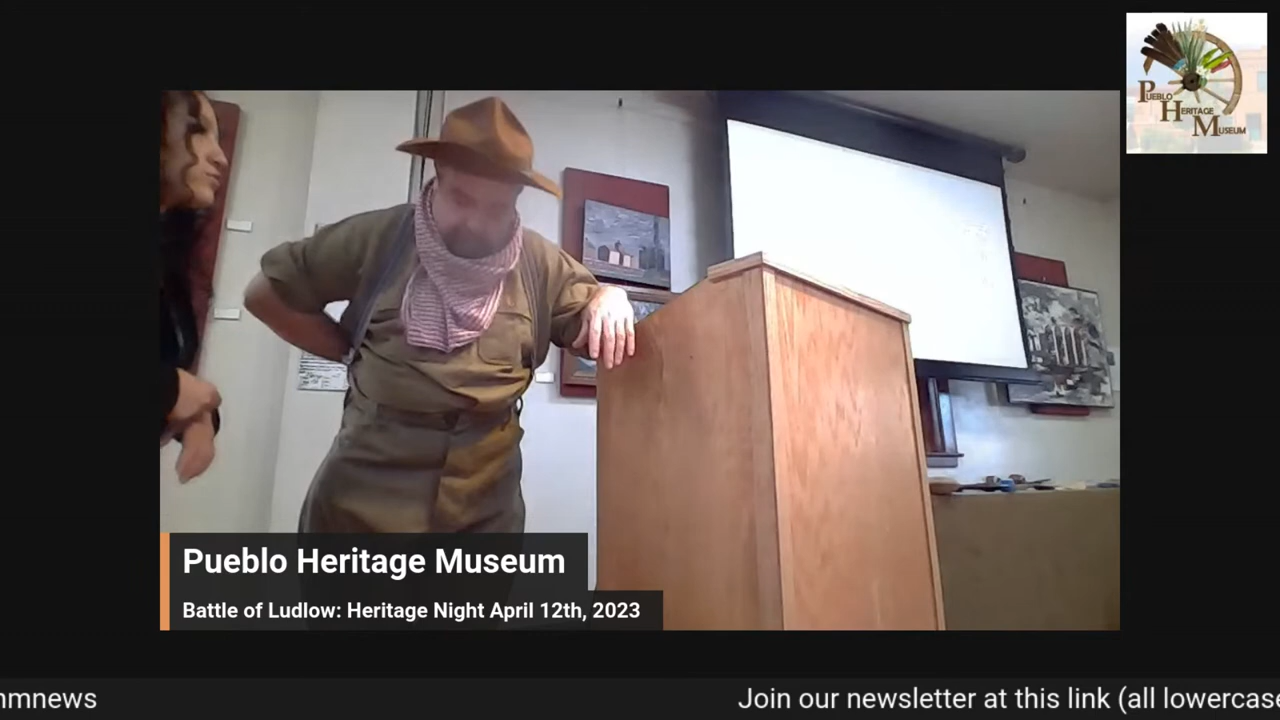 PUEBLO
HERITAGE
MUSEUM
Pueblo Heritage Museum
Battle of Ludlow: Heritage Night April 12th, 2023
nmnews
Join our newsletter at this link (all lowercase